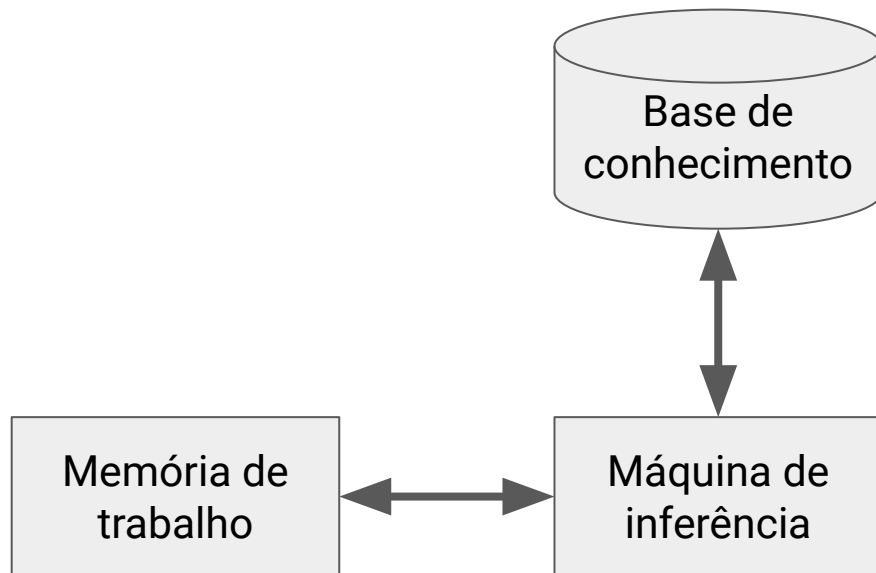 Base de
conhecimento
Memória de
trabalho
Máquina de
inferência